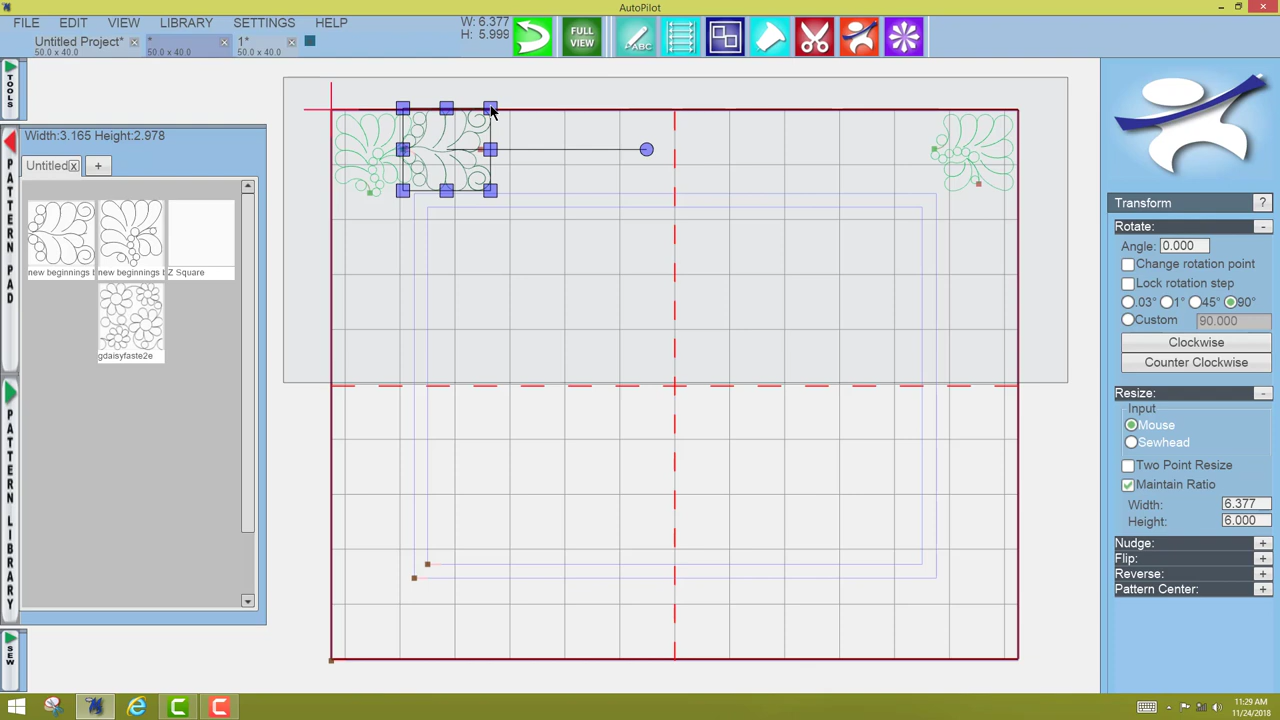 AutoPilot
FILE EDIT VIEW LIBRARY SETTINGS HELP
W: 6.377
H: 5.999
FULL VIEW
ABC
Untitled Project* x
50.0 x 40.0
* x
50.0 x 40.0
1* x
50.0 x 40.0
TOOLS
PATTERN PAD
PATTERN LIBRARY
SEW
Width:3.165 Height:2.978
Untitled x +
new beginnings b
new beginnings b
Z Square
gdaisyfaste2e
Transform ?
Rotate: -
Angle: 0.000
Change rotation point
Lock rotation step
.03° 1° 45° 90°
Custom 90.000
Clockwise
Counter Clockwise
Resize: -
Input
Mouse
Sewhead
Two Point Resize
Maintain Ratio
Width: 6.377
Height: 6.000
Nudge: +
Flip: +
Reverse: +
Pattern Center: +
11:29 AM
11/24/2018